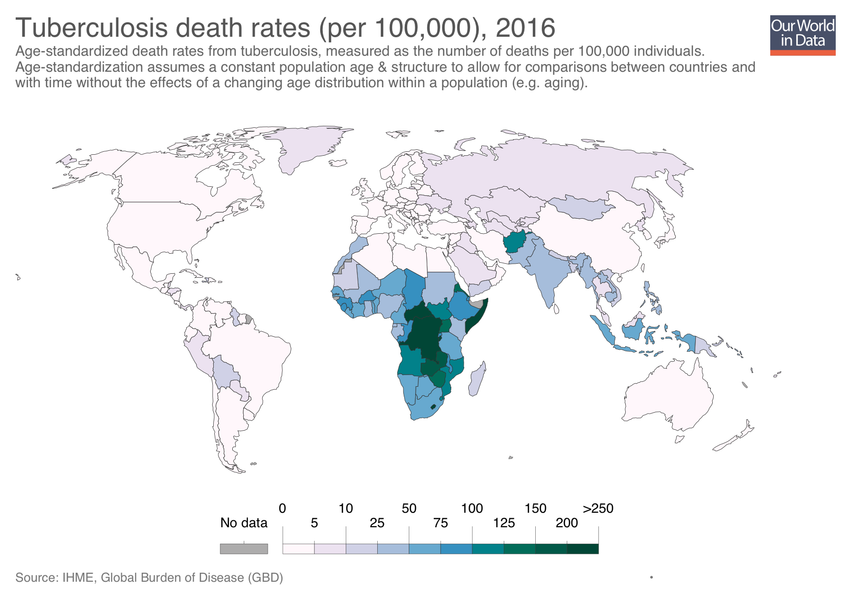 Tuberculosis death rates (per 100,000), 2016
Our World
in Data
Age-standardized death rates from tuberculosis, measured as the number of deaths per 100,000 individuals.
Age-standardization assumes a constant population age & structure to allow for comparisons between countries and
with time without the effects of a changing age distribution within a population (e.g. aging).
0 10 50 100 150 >250
No data 5 25 75 125 200
Source: IHME, Global Burden of Disease (GBD)